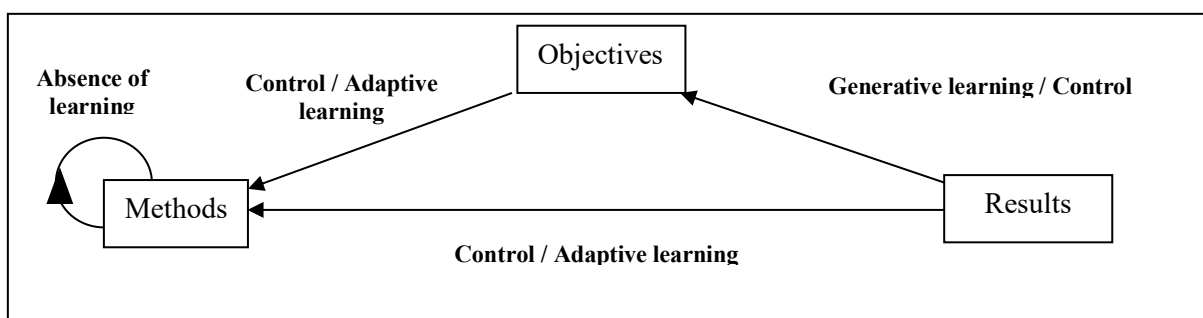 Objectives
Absence of
learning
Control / Adaptive
learning
Generative learning / Control
Methods
Results
Control / Adaptive learning